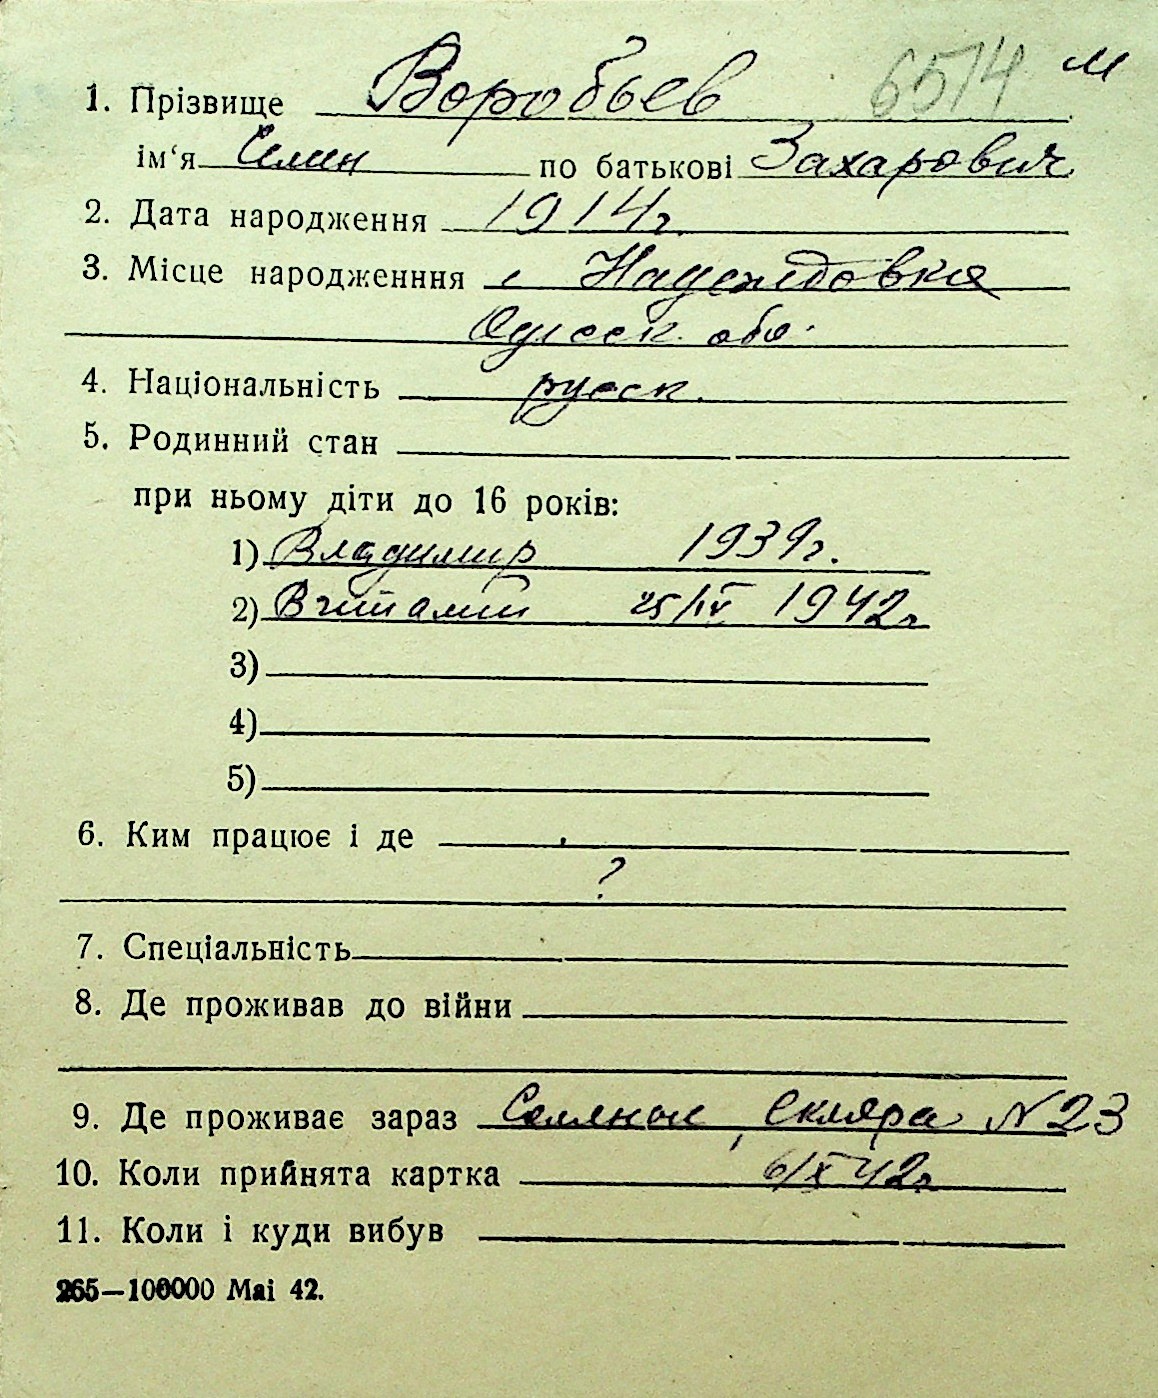 6514 м
1. Прізвище Воробьев
ім‘я Семен по батькові Захарович
2. Дата народження 1914 г.
3. Місце народженння с Надеждовка
Одесск. обл.
4. Національність русск.
5. Родинний стан
при ньому діти до 16 років:
1) Владимир 1939 г.
2) 25/IV 1942 г
3)
4)
5)
6. Ким працює і де
?
7. Спеціальність
8. Де проживав до війни
9. Де проживає зараз Скляра N 23
10. Коли прийнята картка 6/X 42 г.
11. Коли і куди вибув
265—100000 Маі 42.